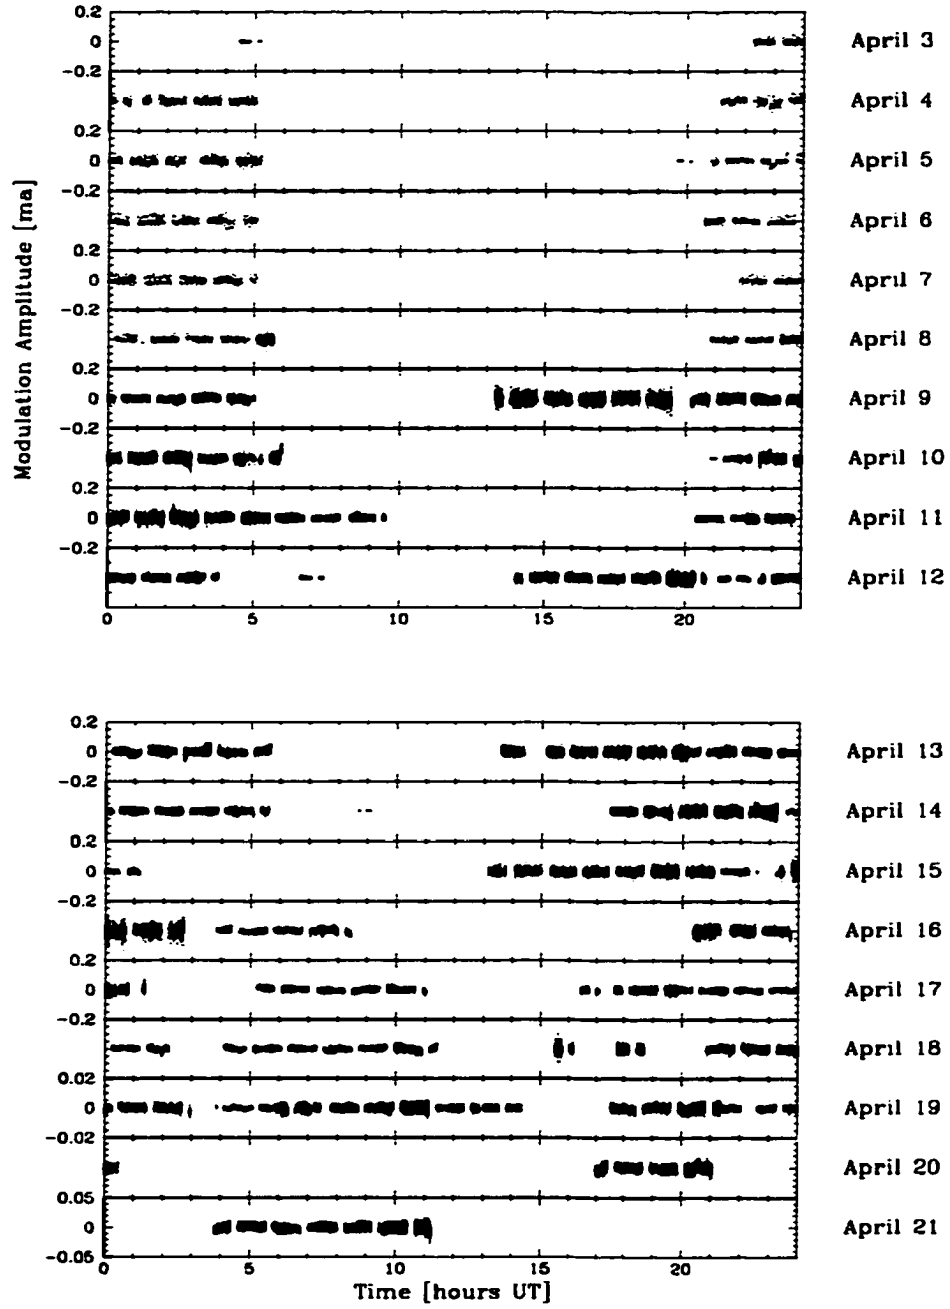 0.2
0
-0.2
April 3
April 4
0.2
0
-0.2
April 5
April 6
0.2
0
-0.2
April 7
April 8
0.2
0
-0.2
April 9
April 10
0.2
0
-0.2
April 11
April 12
0 5 10 15 20
Modulation Amplitude [ma]
0.2
0
-0.2
April 13
April 14
0.2
0
-0.2
April 15
April 16
0.2
0
-0.2
April 17
April 18
0.02
0
-0.02
April 19
April 20
0.05
0
-0.05
April 21
0 5 10 15 20
Time [hours UT]